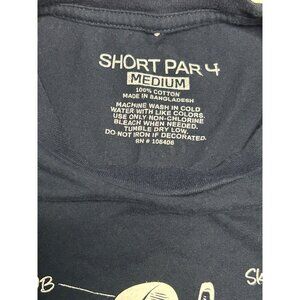 SHORT PAR 4
MEDIUM
100% COTTON
MADE IN BANGLADESH
MACHINE WASH IN COLD
WATER WITH LIKE COLORS.
USE ONLY NON-CHLORINE
BLEACH WHEN NEEDED.
TUMBLE DRY LOW.
DO NOT IRON IF DECORATED.
RN # 106406